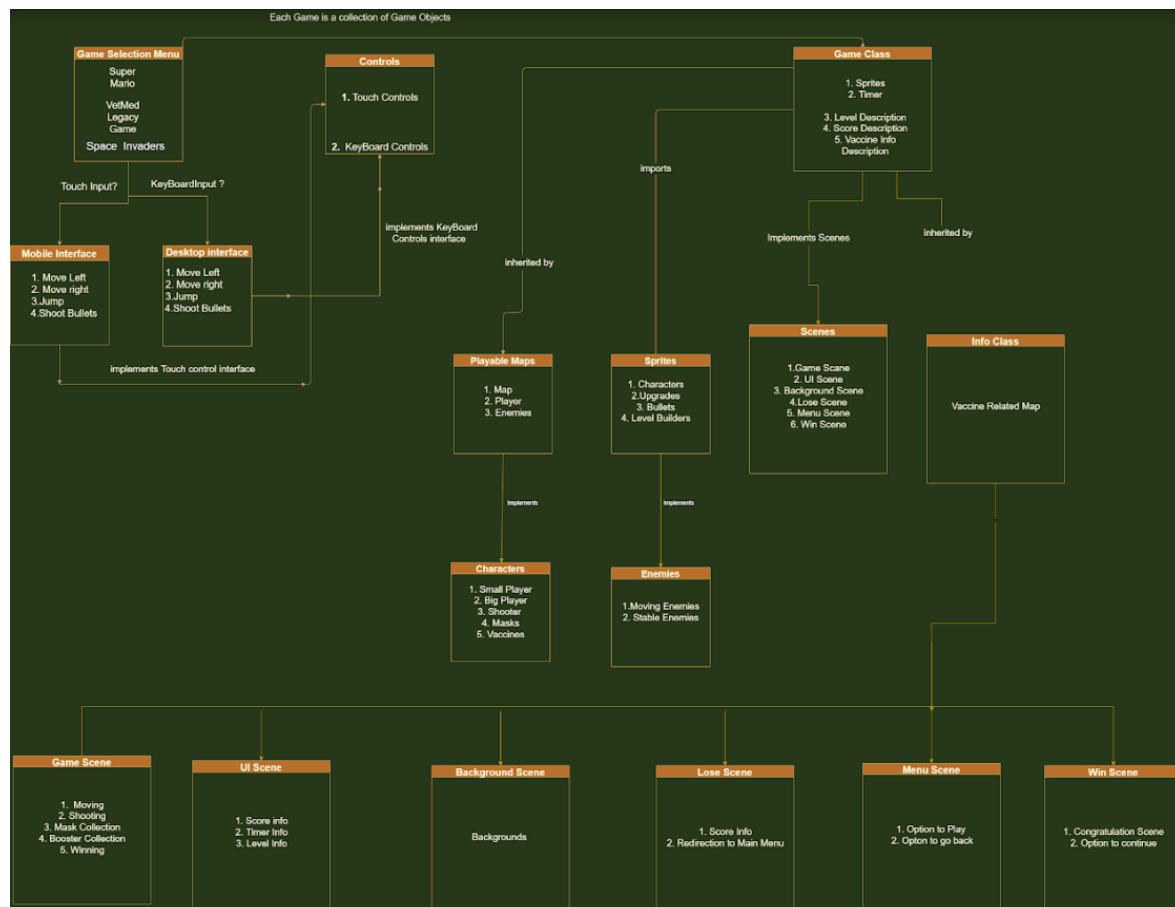 Each Game is a collection of Game Objects
Game Selection Menu
Super
Mario
VetMed
Legacy
Game
Space Invaders
Controls
1. Touch Controls
2. KeyBoard Controls
Game Class
1. Sprites
2. Timer
3. Level Description
4. Score Description
5. Vaccine Info
Description
Touch Input?
KeyBoardInput ?
imports
implements KeyBoard
Controls interface
Implements Scenes
inherited by
inherited by
Mobile Interface
1. Move Left
2. Move right
3.Jump
4.Shoot Bullets
Desktop interface
1. Move Left
2. Move right
3.Jump
4.Shoot Bullets
implements Touch control interface
Playable Maps
1. Map
2. Player
3. Enemies
Sprites
1. Characters
2.Upgrades
3. Bullets
4. Level Builders
Scenes
1.Game Scane
2. UI Scene
3. Background Scene
4.Lose Scene
5. Menu Scene
6. Win Scene
Info Class
Vaccine Related Map
Implements
Implements
Characters
1. Small Player
2. Big Player
3. Shooter
4. Masks
5. Vaccines
Enemies
1.Moving Enemies
2. Stable Enemies
Game Scene
1. Moving
2. Shooting
3. Mask Collection
4. Booster Collection
5. Winning
UI Scene
1. Score info
2. Timer Info
3. Level Info
Background Scene
Backgrounds
Lose Scene
1. Score Info
2. Redirection to Main Menu
Menu Scene
1. Option to Play
2. Opton to go back
Win Scene
1. Congratulation Scene
2. Option to continue